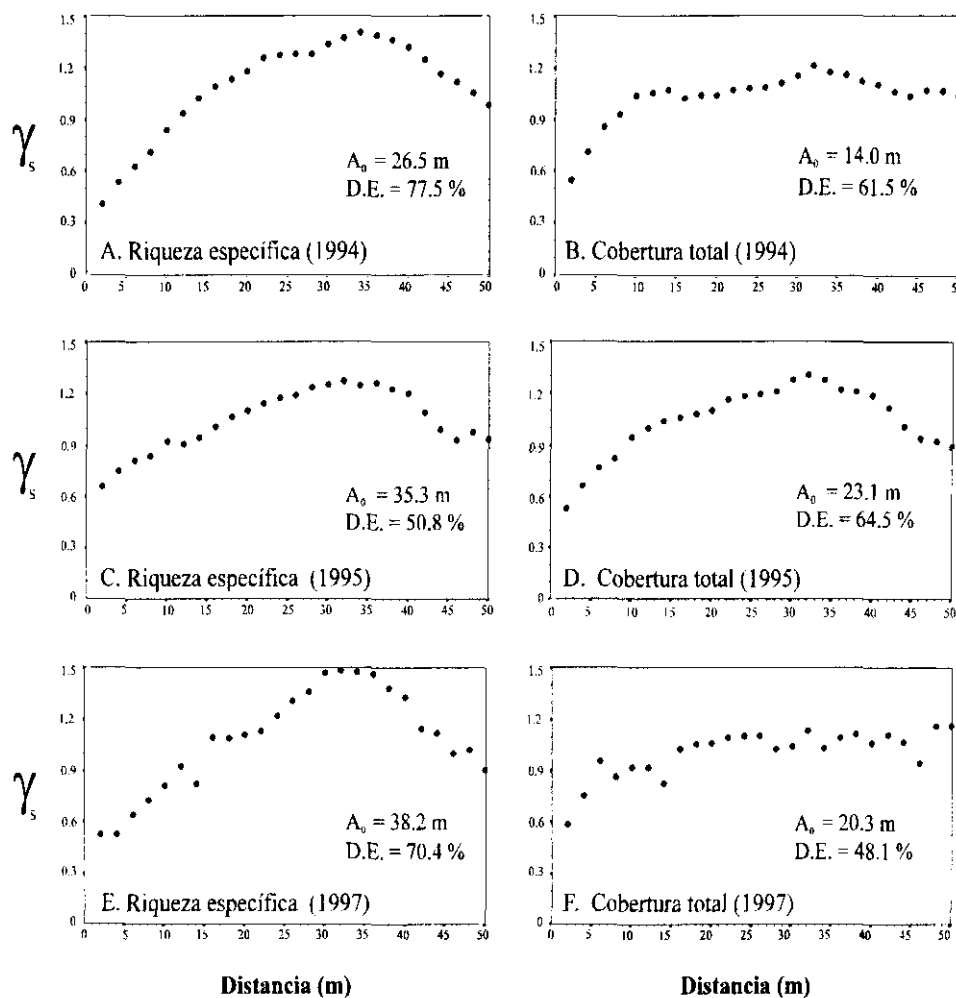 1.5
1.2
0.9
0.6
0.3
0
γs
A₀ = 26.5 m
D.E. = 77.5 %
A. Riqueza específica (1994)
0 5 10 15 20 25 30 35 40 45 50
1.5
1.2
0.9
0.6
0.3
0
A₀ = 14.0 m
D.E. = 61.5 %
B. Cobertura total (1994)
0 5 10 15 20 25 30 35 40 45 50
1.5
1.2
0.9
0.6
0.3
0
γs
A₀ = 35.3 m
D.E. = 50.8 %
C. Riqueza específica (1995)
0 5 10 15 20 25 30 35 40 45 50
1.5
1.2
0.9
0.6
0.3
0
A₀ = 23.1 m
D.E. = 64.5 %
D. Cobertura total (1995)
0 5 10 15 20 25 30 35 40 45 50
1.5
1.2
0.9
0.6
0.3
0
γs
A₀ = 38.2 m
D.E. = 70.4 %
E. Riqueza específica (1997)
0 5 10 15 20 25 30 35 40 45 50
1.5
1.2
0.9
0.6
0.3
0
A₀ = 20.3 m
D.E. = 48.1 %
F. Cobertura total (1997)
0 5 10 15 20 25 30 35 40 45 50
Distancia (m)
Distancia (m)